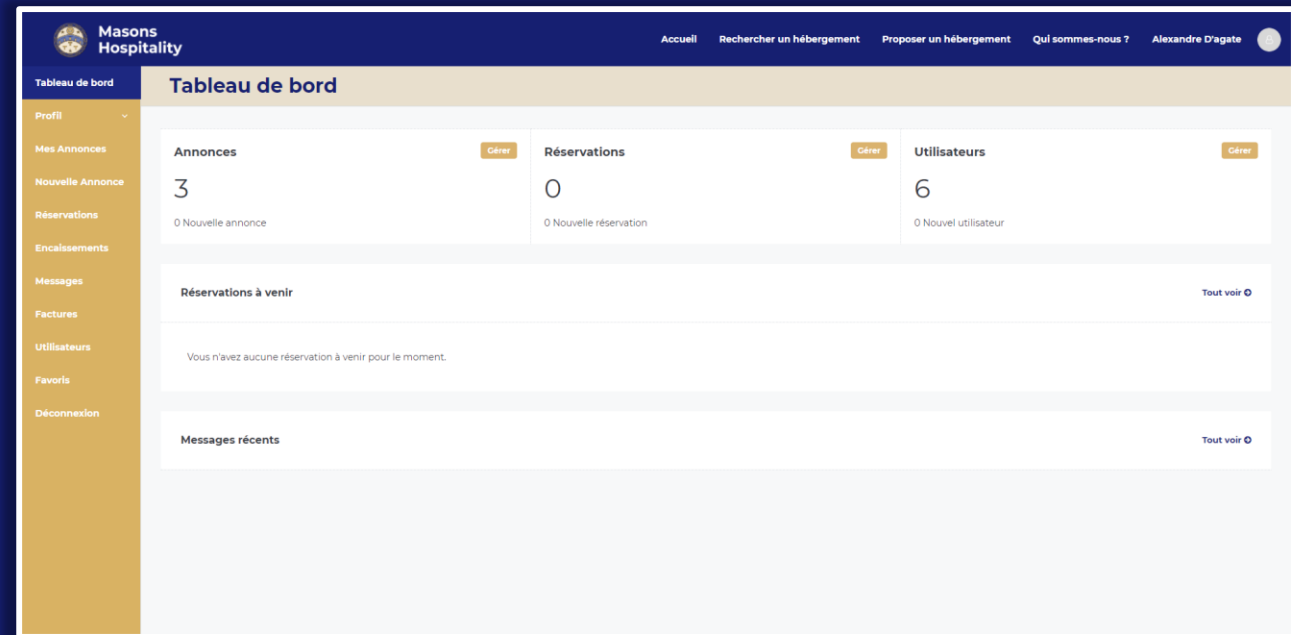 Masons
Hospitality
Accueil Rechercher un hébergement Proposer un hébergement Qui sommes-nous ? Alexandre D'agate
Tableau de bord
Profil
Mes Annonces
Nouvelle Annonce
Réservations
Encaissements
Messages
Factures
Utilisateurs
Favoris
Déconnexion
Tableau de bord
Annonces Gérer
3
0 Nouvelle annonce
Réservations Gérer
0
0 Nouvelle réservation
Utilisateurs Gérer
6
0 Nouvel utilisateur
Réservations à venir Tout voir
Vous n'avez aucune réservation à venir pour le moment.
Messages récents Tout voir